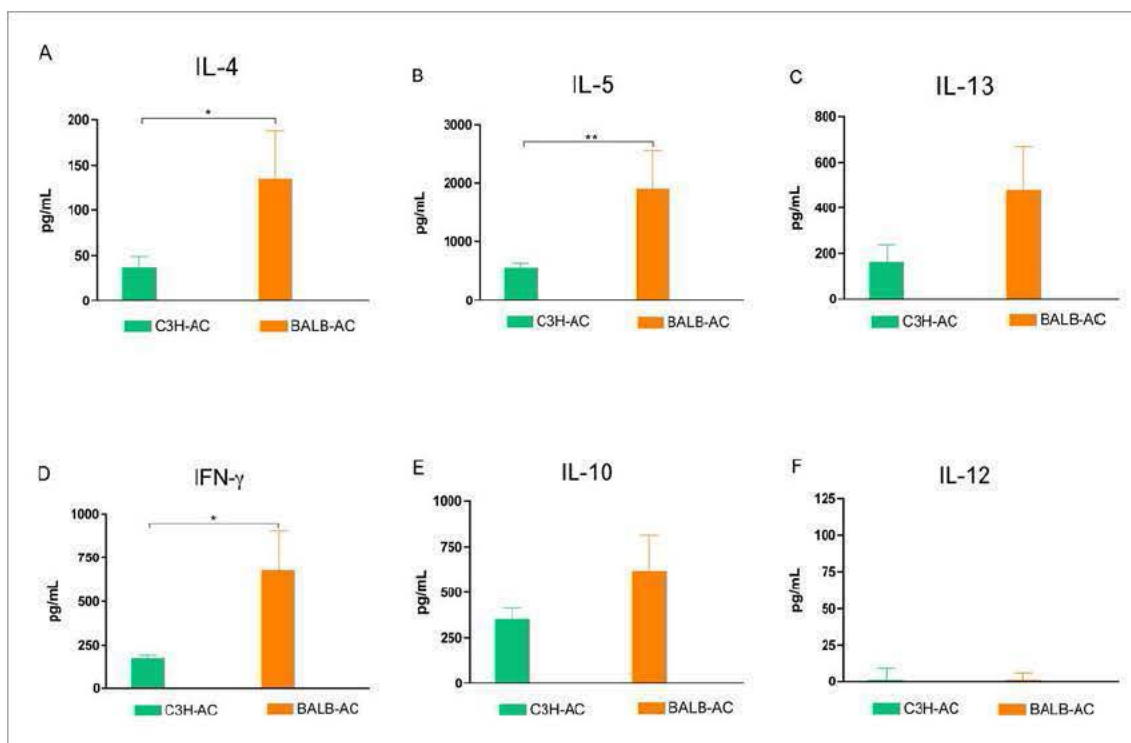 A
IL-4
*
200
150
100
50
0
pg/mL
C3H-AC
BALB-AC
B
IL-5
**
3000
2000
1000
0
pg/mL
C3H-AC
BALB-AC
C
IL-13
800
600
400
200
0
pg/mL
C3H-AC
BALB-AC
D
IFN-γ
*
1000
750
500
250
0
pg/mL
C3H-AC
BALB-AC
E
IL-10
1000
750
500
250
0
pg/mL
C3H-AC
BALB-AC
F
IL-12
125
100
75
50
25
0
pg/mL
C3H-AC
BALB-AC